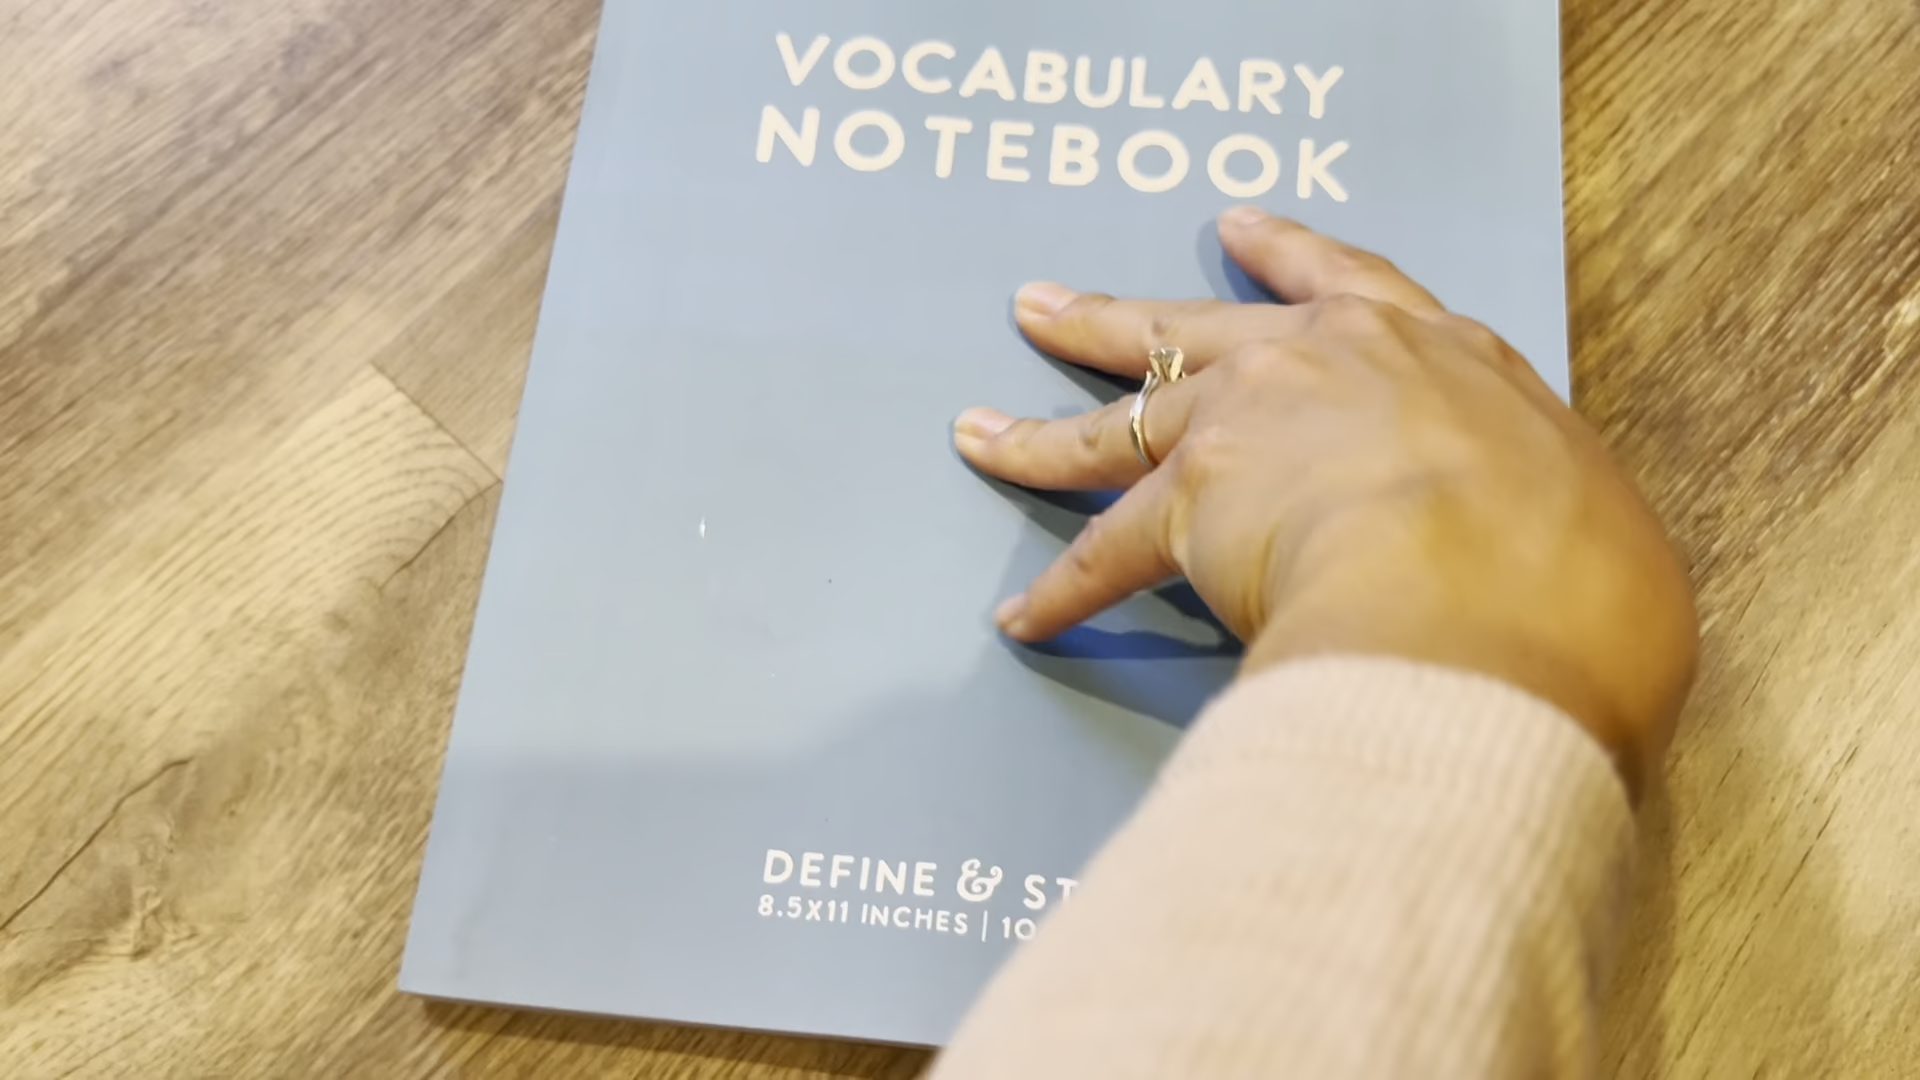 VOCABULARY
NOTEBOOK
DEFINE &
8.5X11 INCHES |